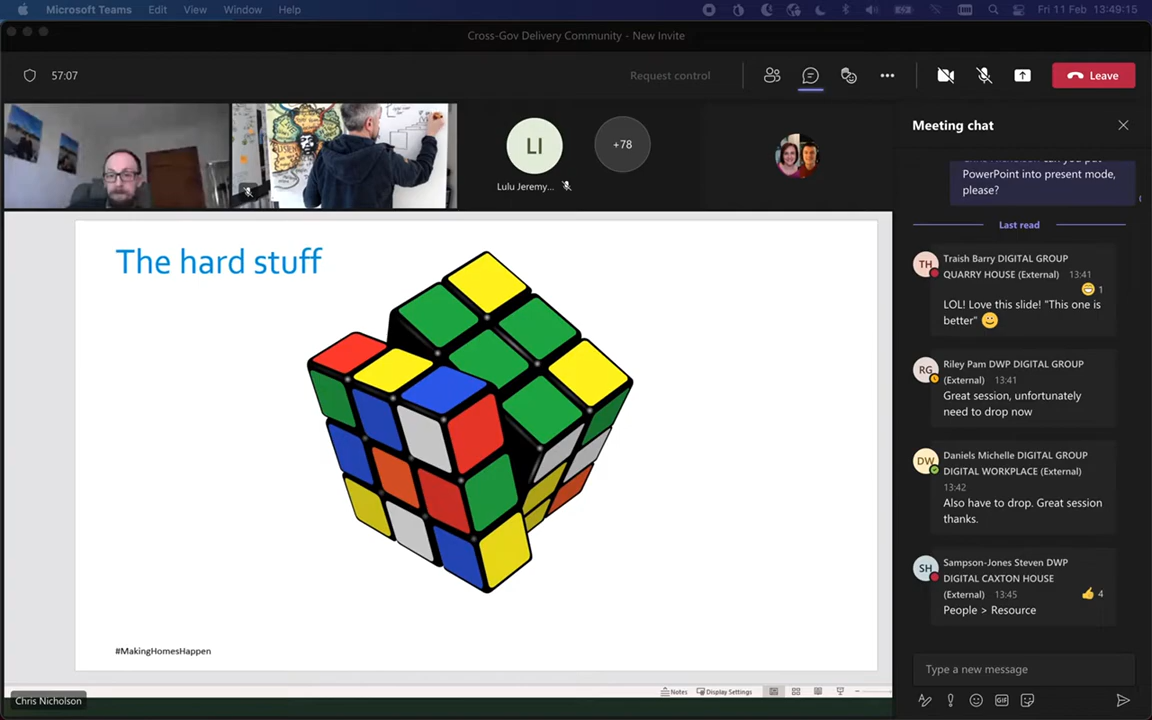 Microsoft Teams Edit View Window Help
Fri 11 Feb 13:49:15
Cross-Gov Delivery Community - New Invite
57:07
Request control
Leave
LI
+78
Lulu Jeremy...
Meeting chat
PowerPoint into present mode,
please?
Last read
TH
Traish Barry DIGITAL GROUP
QUARRY HOUSE (External) 13:41
1
LOL! Love this slide! "This one is
better"
RG
Riley Pam DWP DIGITAL GROUP
(External) 13:41
Great session, unfortunately
need to drop now
DW
Daniels Michelle DIGITAL GROUP
DIGITAL WORKPLACE (External)
13:42
Also have to drop. Great session
thanks.
SH
Sampson-Jones Steven DWP
DIGITAL CAXTON HOUSE
(External) 13:45
4
People > Resource
Type a new message
GIF
The hard stuff
#MakingHomesHappen
Notes Display Settings
Chris Nicholson